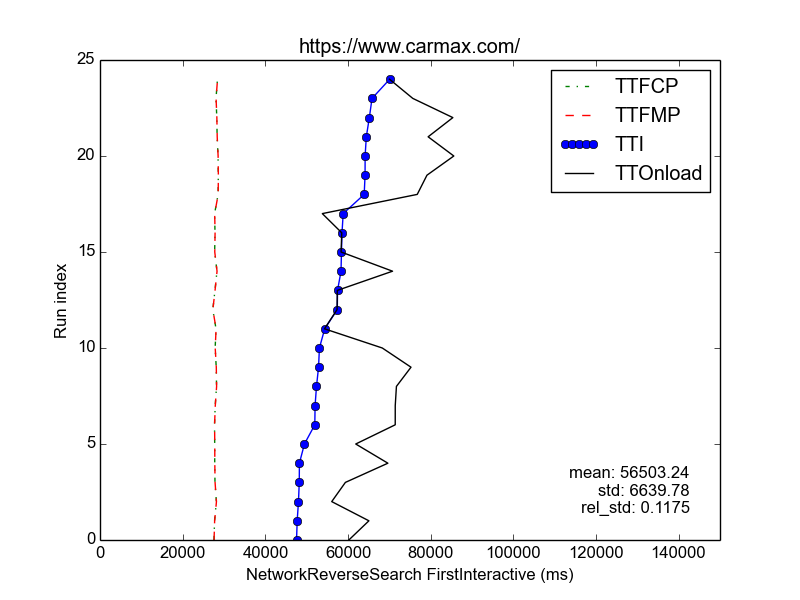 https://www.carmax.com/
25
20
15
10
5
0
Run index
TTFCP
TTFMP
TTI
TTOnload
mean: 56503.24
std: 6639.78
rel_std: 0.1175
0 20000 40000 60000 80000 100000 120000 140000
NetworkReverseSearch FirstInteractive (ms)